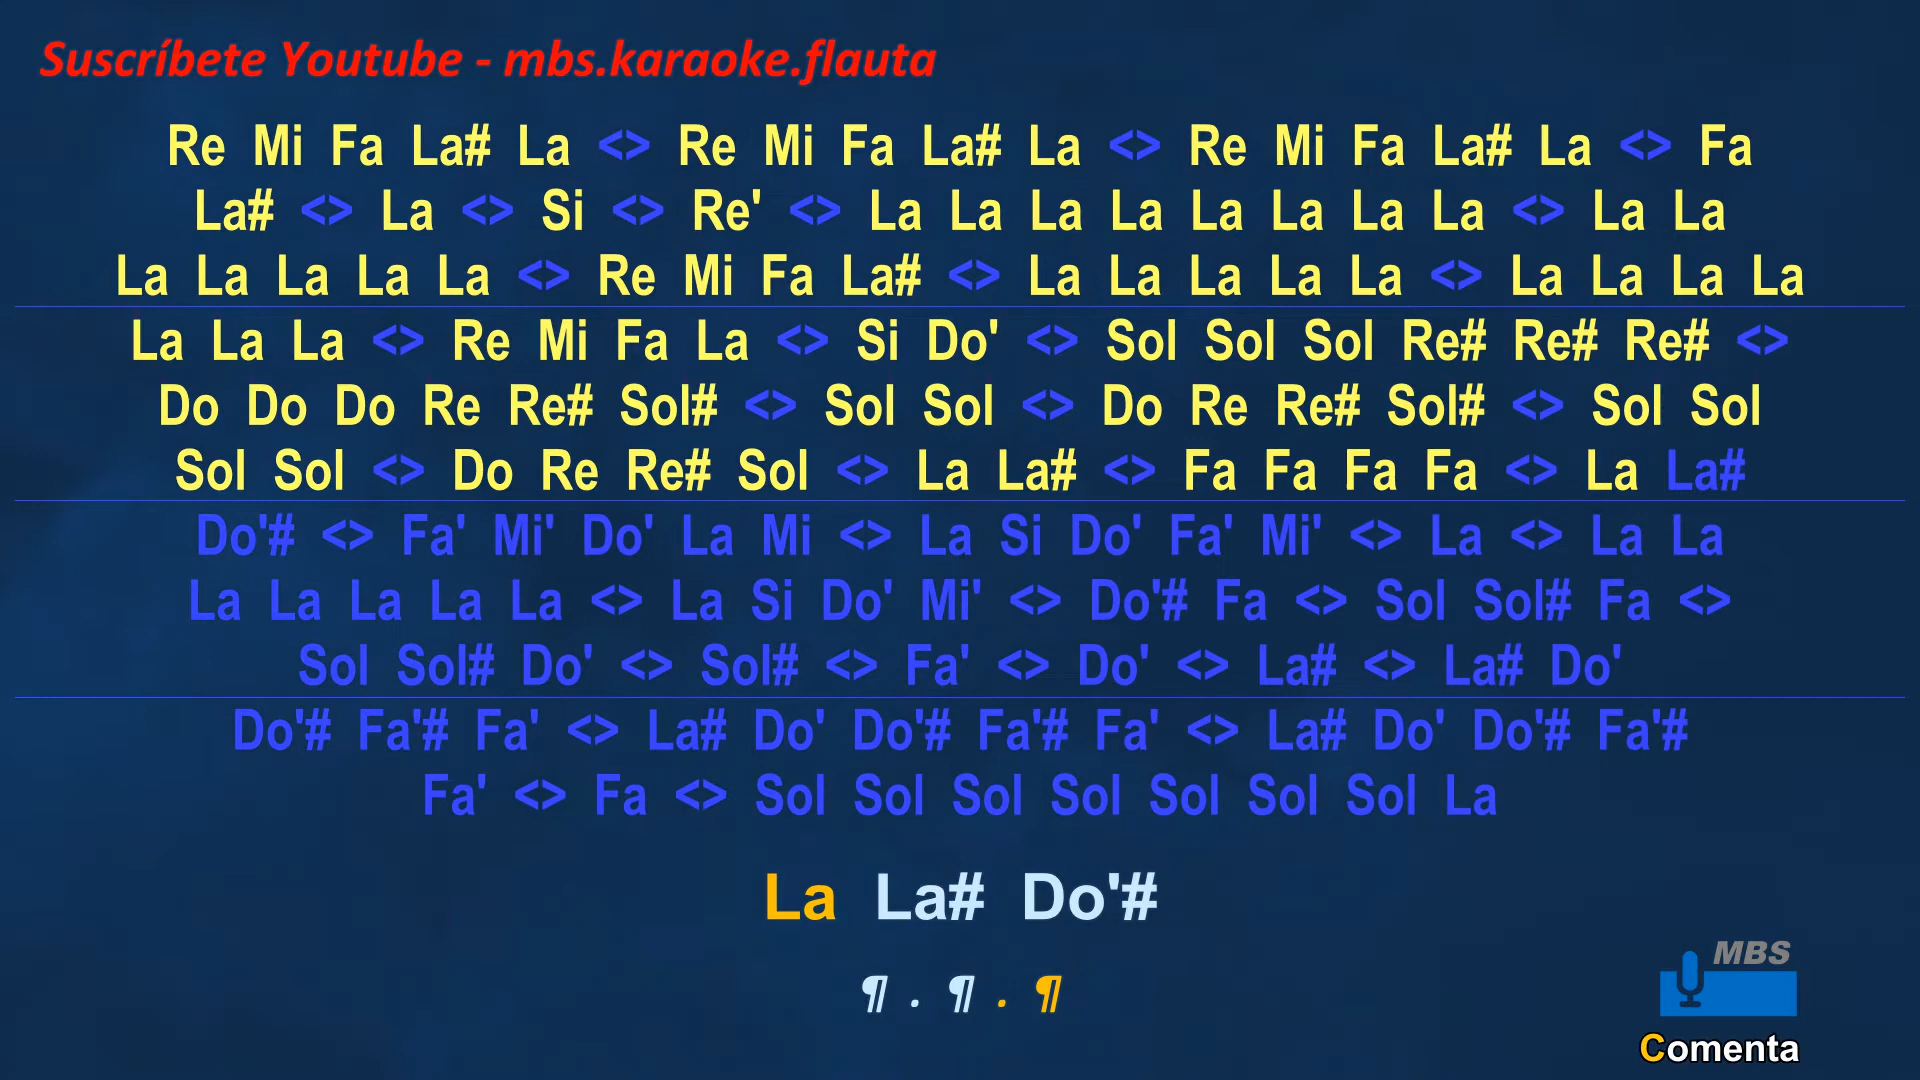 Suscríbete Youtube - mbs.karaoke.flauta
Re Mi Fa La# La <> Re Mi Fa La# La <> Re Mi Fa La# La <> Fa
La# <> La <> Si <> Re' <> La La La La La La La La <> La La
La La La La La <> Re Mi Fa La# <> La La La La La <> La La La La
La La La <> Re Mi Fa La <> Si Do' <> Sol Sol Sol Re# Re# Re# <>
Do Do Do Re Re# Sol# <> Sol Sol <> Do Re Re# Sol# <> Sol Sol
Sol Sol <> Do Re Re# Sol <> La La# <> Fa Fa Fa Fa <> La La#
Do'# <> Fa' Mi' Do' La Mi <> La Si Do' Fa' Mi' <> La <> La La
La La La La La <> La Si Do' Mi' <> Do'# Fa <> Sol Sol# Fa <>
Sol Sol# Do' <> Sol# <> Fa' <> Do' <> La# <> La# Do'
Do'# Fa'# Fa' <> La# Do' Do'# Fa'# Fa' <> La# Do' Do'# Fa'#
Fa' <> Fa <> Sol Sol Sol Sol Sol Sol Sol La
La La# Do'#
¶ . ¶ . ¶
MBS
Comenta